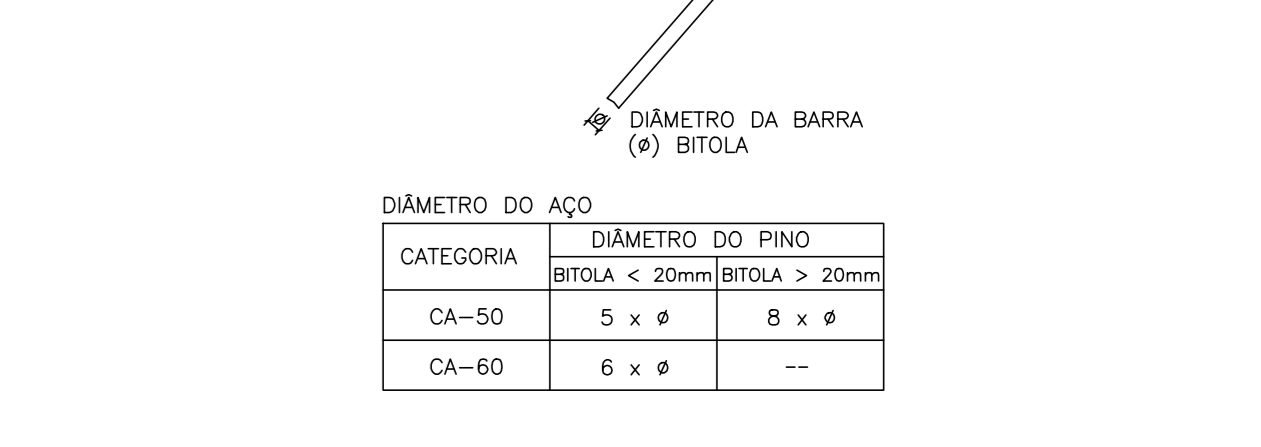 Ø DIÂMETRO DA BARRA
(Ø) BITOLA
DIÂMETRO DO AÇO
CATEGORIA
DIÂMETRO DO PINO
BITOLA < 20mm BITOLA > 20mm
CA-50 5 x Ø 8 x Ø
CA-60 6 x Ø --